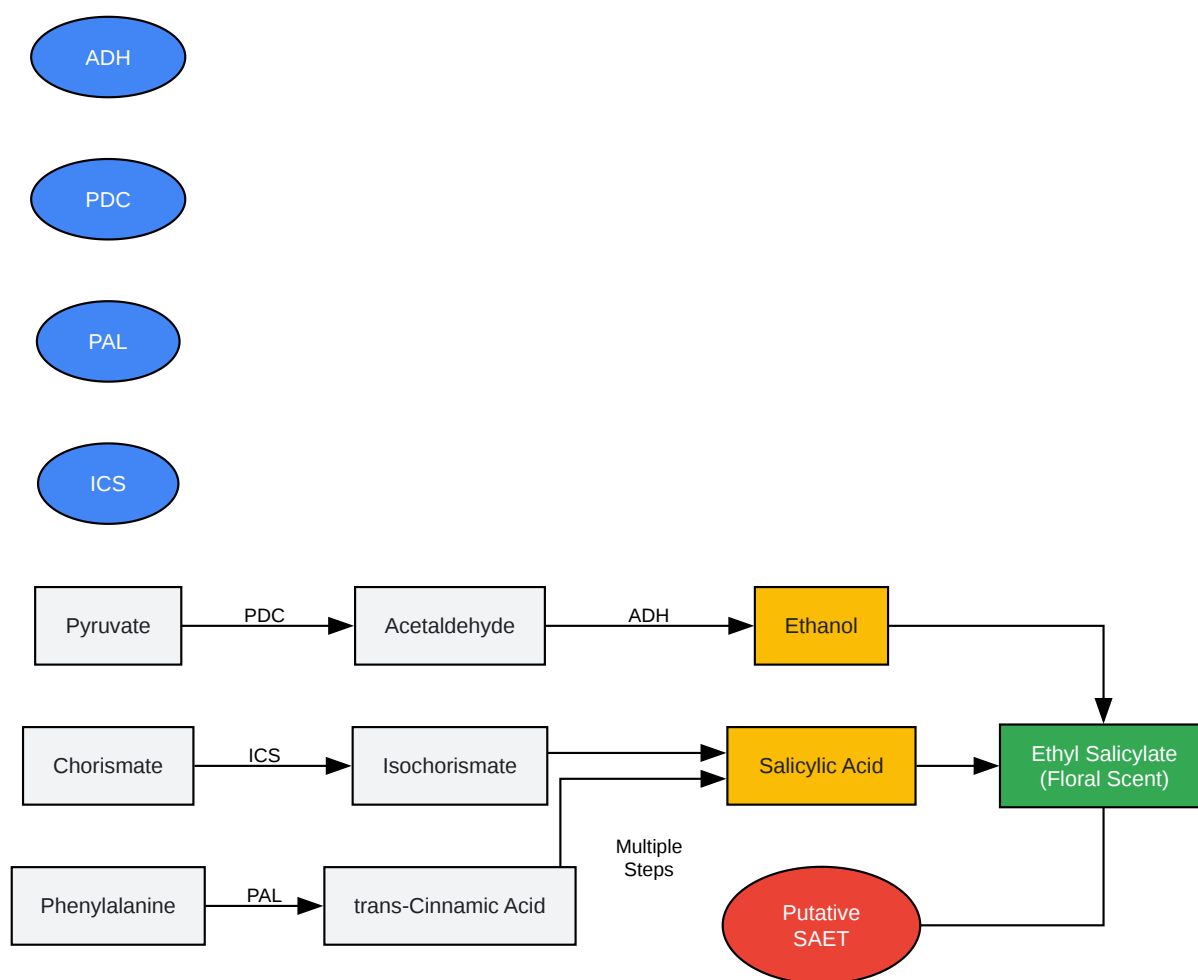 ADH
PDC
PAL
ICS
Pyruvate
PDC
Acetaldehyde
ADH
Ethanol
Chorismate
ICS
Isochorismate
Salicylic Acid
Ethyl Salicylate
(Floral Scent)
Multiple
Steps
Phenylalanine
PAL
trans-Cinnamic Acid
Putative
SAET